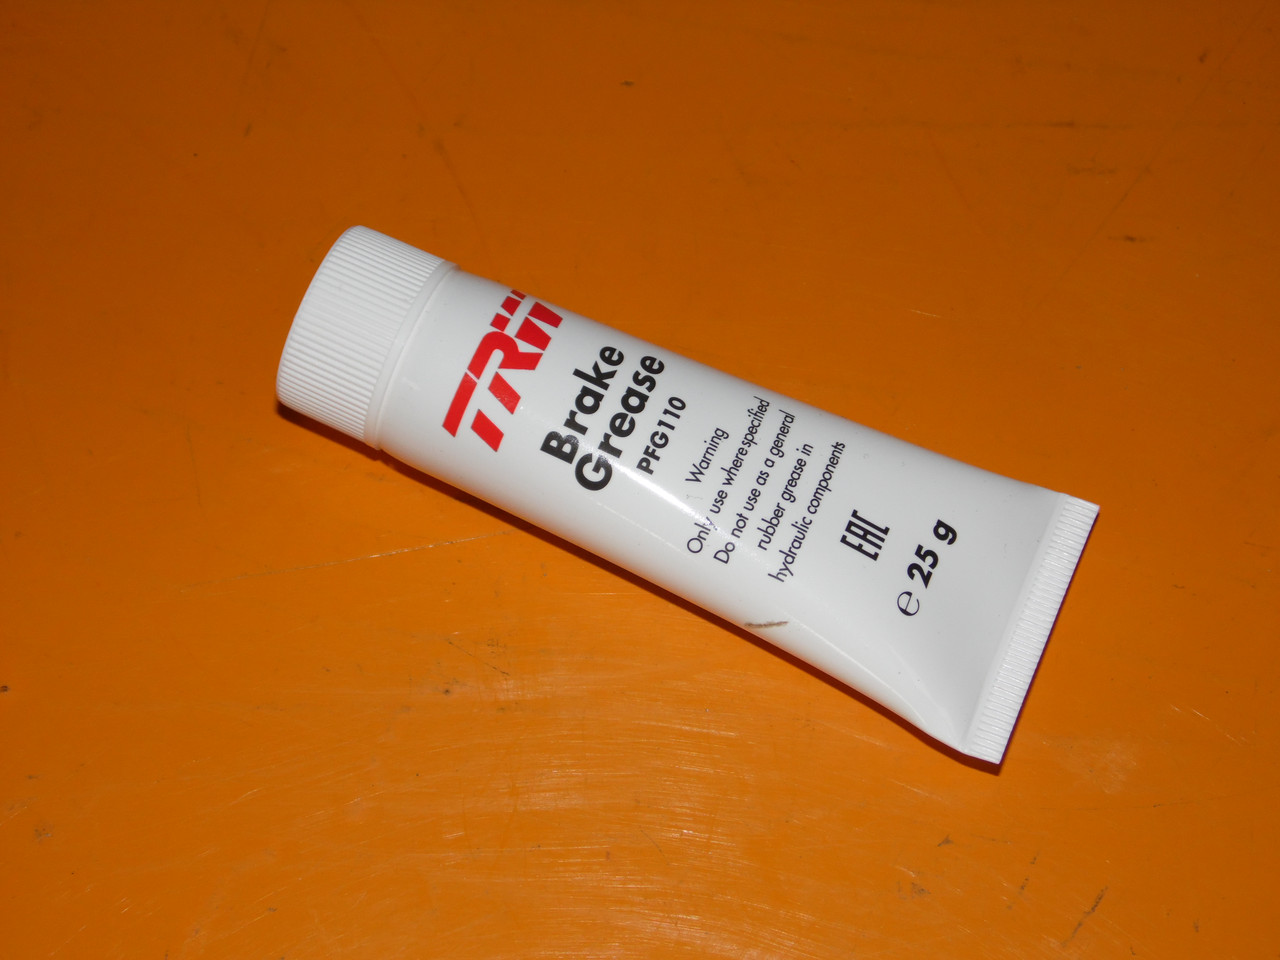 TRW
Brake
Grease
PFG110
Warning
Only use where specified
Do not use as a general
rubber grease in
hydraulic components
EAC
℮ 25 g